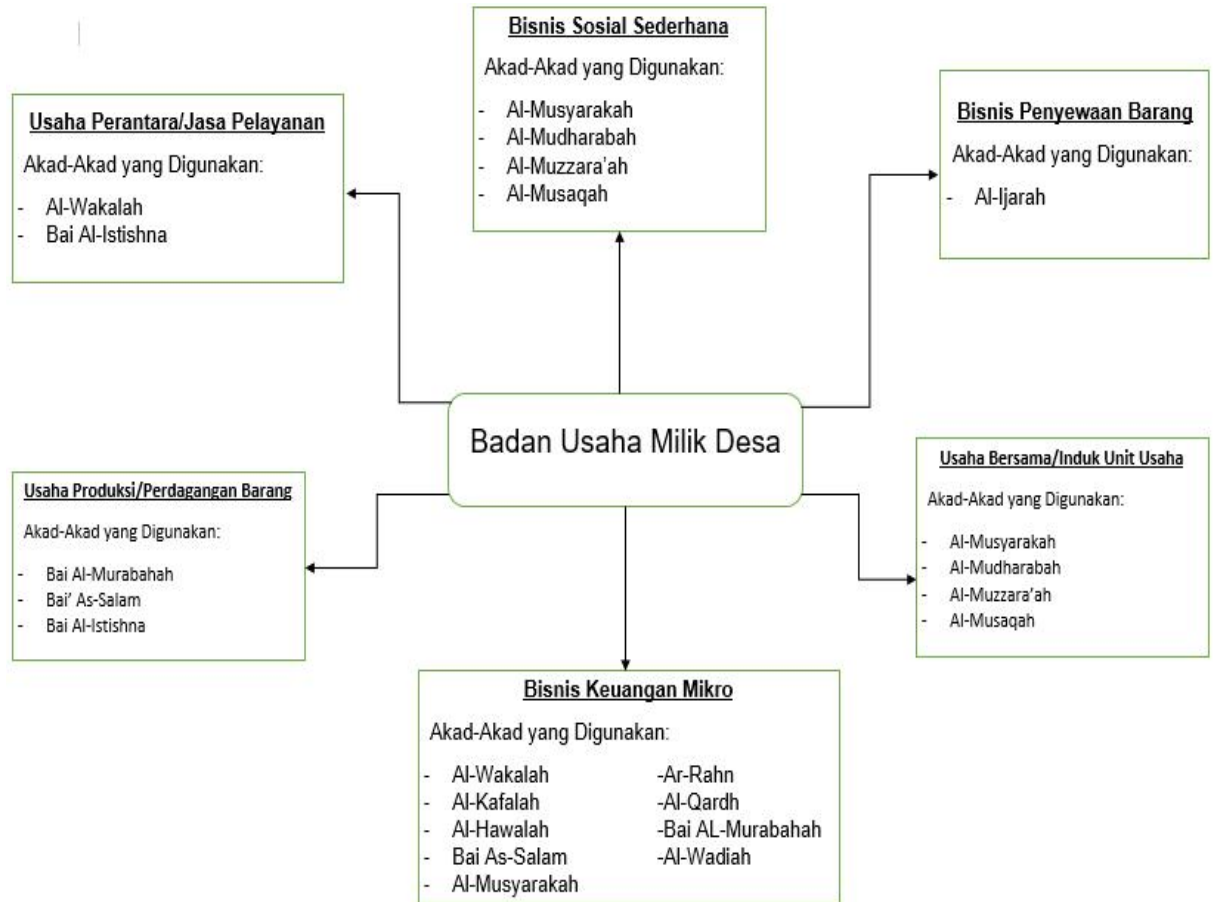 Bisnis Sosial Sederhana
Akad-Akad yang Digunakan:
- Al-Musyarakah
- Al-Mudharabah
- Al-Muzzara'ah
- Al-Musaqah
Usaha Perantara/Jasa Pelayanan
Akad-Akad yang Digunakan:
- Al-Wakalah
- Bai Al-Istishna
Bisnis Penyewaan Barang
Akad-Akad yang Digunakan:
- Al-Ijarah
Badan Usaha Milik Desa
Usaha Produksi/Perdagangan Barang
Akad-Akad yang Digunakan:
- Bai Al-Murabahah
- Bai' As-Salam
- Bai Al-Istishna
Usaha Bersama/Induk Unit Usaha
Akad-Akad yang Digunakan:
- Al-Musyarakah
- Al-Mudharabah
- Al-Muzzara'ah
- Al-Musaqah
Bisnis Keuangan Mikro
Akad-Akad yang Digunakan:
- Al-Wakalah
- Al-Kafalah
- Al-Hawalah
- Bai As-Salam
- Al-Musyarakah
-Ar-Rahn
-Al-Qardh
-Bai AL-Murabahah
-Al-Wadiah